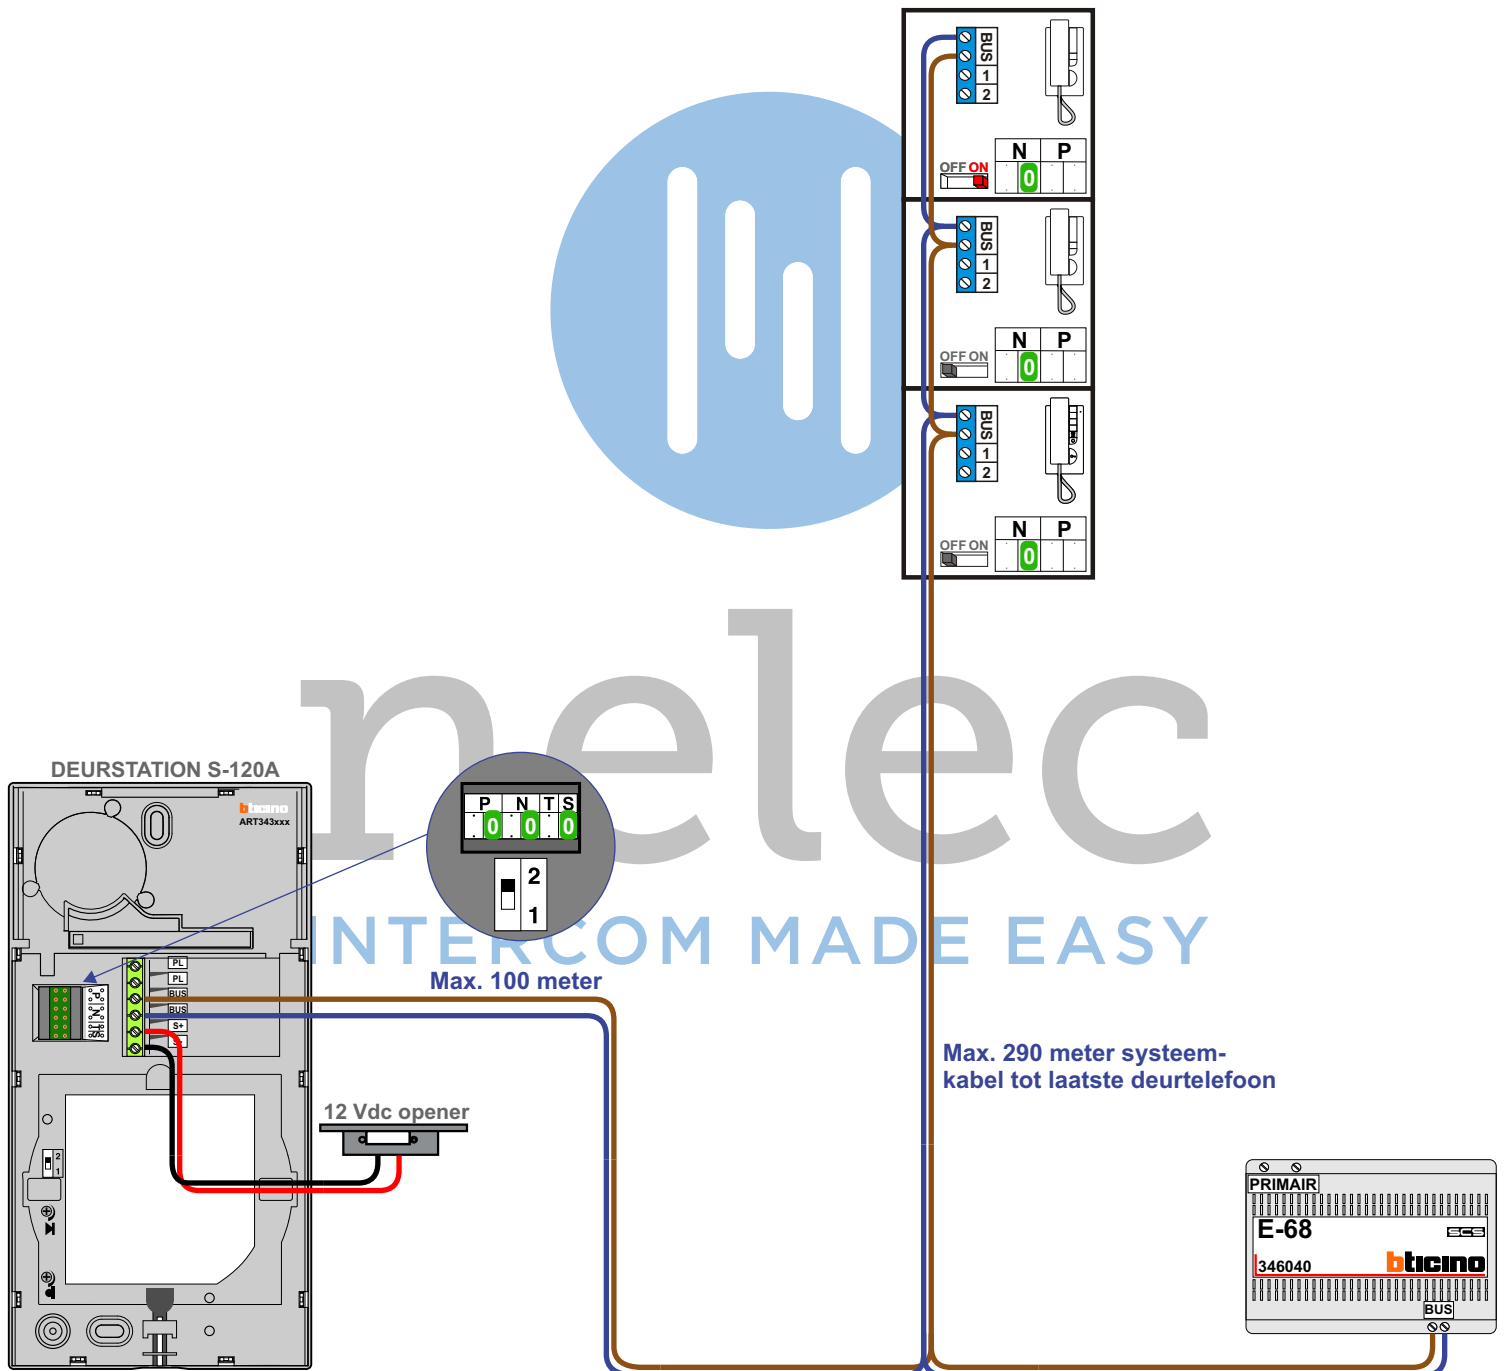 BUS
1
2
N P
OFF ON
0
BUS
1
2
N P
OFF ON
0
BUS
1
2
N P
OFF ON
0
nelec
INTERCOM MADE EASY
DEURSTATION S-120A
bticino
ART343xxx
P N T S
0 0 0
2
1
PL
PL
BUS
BUS
S+
P N T S
Max. 100 meter
Max. 290 meter systeem-
kabel tot laatste deurtelefoon
12 Vdc opener
2
1
PRIMAIR
E-68
SCS
346040
bticino
BUS